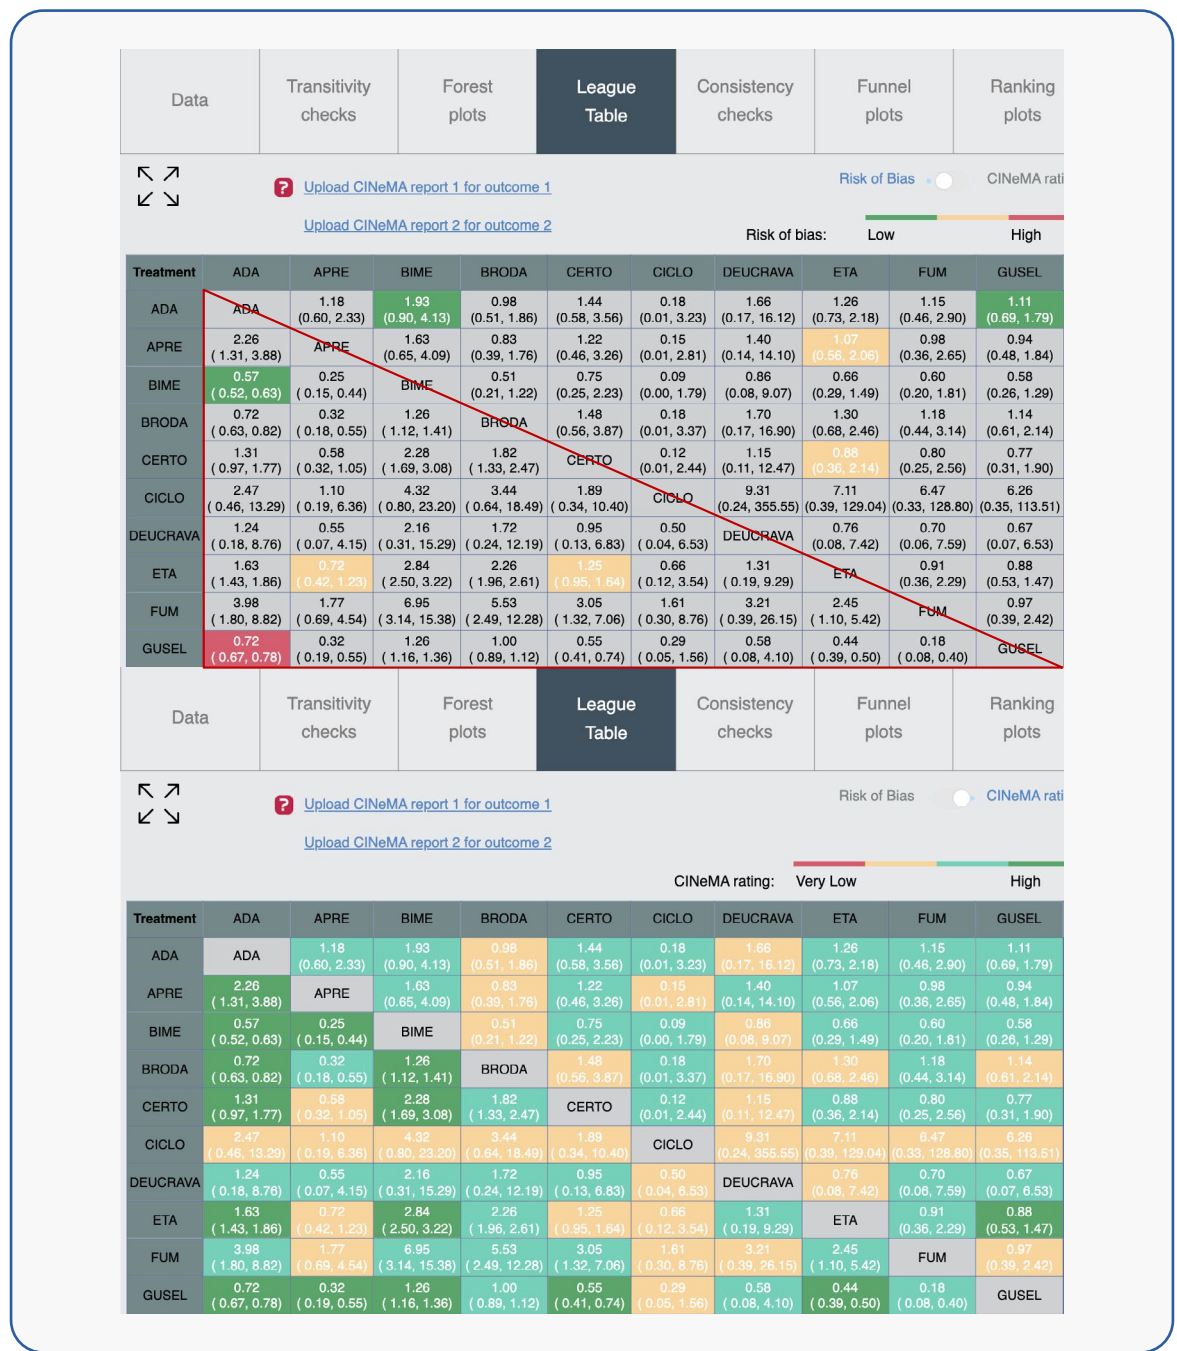 Data Transitivity checks Forest plots League Table Consistency checks Funnel plots Ranking plots
? Upload CINeMA report 1 for outcome 1 Risk of Bias CINeMA rati
Upload CINeMA report 2 for outcome 2
Risk of bias: Low High
Treatment ADA APRE BIME BRODA CERTO CICLO DEUCRAVA ETA FUM GUSEL
ADA ADA 1.18 1.93 0.98 1.44 0.18 1.66 1.26 1.15 1.11
(0.60, 2.33) (0.90, 4.13) (0.51, 1.86) (0.58, 3.56) (0.01, 3.23) (0.17, 16.12) (0.73, 2.18) (0.46, 2.90) (0.69, 1.79)
APRE 2.26 APRE 1.63 0.83 1.22 0.15 1.40 1.07 0.98 0.94
( 1.31, 3.88) (0.65, 4.09) (0.39, 1.76) (0.46, 3.26) (0.01, 2.81) (0.14, 14.10) (0.56, 2.06) (0.36, 2.65) (0.48, 1.84)
BIME 0.57 0.25 BIME 0.51 0.75 0.09 0.86 0.66 0.60 0.58
( 0.52, 0.63) ( 0.15, 0.44) (0.21, 1.22) (0.25, 2.23) (0.00, 1.79) (0.08, 9.07) (0.29, 1.49) (0.20, 1.81) (0.26, 1.29)
BRODA 0.72 0.32 1.26 BRODA 1.48 0.18 1.70 1.30 1.18 1.14
( 0.63, 0.82) ( 0.18, 0.55) ( 1.12, 1.41) (0.56, 3.87) (0.01, 3.37) (0.17, 16.90) (0.68, 2.46) (0.44, 3.14) (0.61, 2.14)
CERTO 1.31 0.58 2.28 1.82 CERTO 0.12 1.15 0.88 0.80 0.77
( 0.97, 1.77) ( 0.32, 1.05) ( 1.69, 3.08) ( 1.33, 2.47) (0.01, 2.44) (0.11, 12.47) (0.36, 2.14) (0.25, 2.56) (0.31, 1.90)
CICLO 2.47 1.10 4.32 3.44 1.89 CICLO 9.31 7.11 6.47 6.26
( 0.46, 13.29) ( 0.19, 6.36) ( 0.80, 23.20) ( 0.64, 18.49) ( 0.34, 10.40) (0.24, 355.55) (0.39, 129.04) (0.33, 128.80) (0.35, 113.51)
DEUCRAVA 1.24 0.55 2.16 1.72 0.95 0.50 DEUCRAVA 0.76 0.70 0.67
( 0.18, 8.76) ( 0.07, 4.15) ( 0.31, 15.29) ( 0.24, 12.19) ( 0.13, 6.83) ( 0.04, 6.53) (0.08, 7.42) (0.06, 7.59) (0.07, 6.53)
ETA 1.63 0.72 2.84 2.26 1.25 0.66 1.31 ETA 0.91 0.88
( 1.43, 1.86) ( 0.42, 1.23) ( 2.50, 3.22) ( 1.96, 2.61) ( 0.95, 1.64) ( 0.12, 3.54) ( 0.19, 9.29) (0.36, 2.29) (0.53, 1.47)
FUM 3.98 1.77 6.95 5.53 3.05 1.61 3.21 2.45 FUM 0.97
( 1.80, 8.82) ( 0.69, 4.54) ( 3.14, 15.38) ( 2.49, 12.28) ( 1.32, 7.06) ( 0.30, 8.76) ( 0.39, 26.15) ( 1.10, 5.42) (0.39, 2.42)
GUSEL 0.72 0.32 1.26 1.00 0.55 0.29 0.58 0.44 0.18 GUSEL
( 0.67, 0.78) ( 0.19, 0.55) ( 1.16, 1.36) ( 0.89, 1.12) ( 0.41, 0.74) ( 0.05, 1.56) ( 0.08, 4.10) ( 0.39, 0.50) ( 0.08, 0.40)
Data Transitivity checks Forest plots League Table Consistency checks Funnel plots Ranking plots
? Upload CINeMA report 1 for outcome 1 Risk of Bias CINeMA rati
Upload CINeMA report 2 for outcome 2
CINeMA rating: Very Low High
Treatment ADA APRE BIME BRODA CERTO CICLO DEUCRAVA ETA FUM GUSEL
ADA ADA 1.18 1.93 0.98 1.44 0.18 1.66 1.26 1.15 1.11
(0.60, 2.33) (0.90, 4.13) (0.51, 1.86) (0.58, 3.56) (0.01, 3.23) (0.17, 16.12) (0.73, 2.18) (0.46, 2.90) (0.69, 1.79)
APRE 2.26 APRE 1.63 0.83 1.22 0.15 1.40 1.07 0.98 0.94
( 1.31, 3.88) (0.65, 4.09) (0.39, 1.76) (0.46, 3.26) (0.01, 2.81) (0.14, 14.10) (0.56, 2.06) (0.36, 2.65) (0.48, 1.84)
BIME 0.57 0.25 BIME 0.51 0.75 0.09 0.86 0.66 0.60 0.58
( 0.52, 0.63) ( 0.15, 0.44) (0.21, 1.22) (0.25, 2.23) (0.00, 1.79) (0.08, 9.07) (0.29, 1.49) (0.20, 1.81) (0.26, 1.29)
BRODA 0.72 0.32 1.26 BRODA 1.48 0.18 1.70 1.30 1.18 1.14
( 0.63, 0.82) ( 0.18, 0.55) ( 1.12, 1.41) (0.56, 3.87) (0.01, 3.37) (0.17, 16.90) (0.68, 2.46) (0.44, 3.14) (0.61, 2.14)
CERTO 1.31 0.58 2.28 1.82 CERTO 0.12 1.15 0.88 0.80 0.77
( 0.97, 1.77) ( 0.32, 1.05) ( 1.69, 3.08) ( 1.33, 2.47) (0.01, 2.44) (0.11, 12.47) (0.36, 2.14) (0.25, 2.56) (0.31, 1.90)
CICLO 2.47 1.10 4.32 3.44 1.89 CICLO 9.31 7.11 6.47 6.26
( 0.46, 13.29) ( 0.19, 6.36) ( 0.80, 23.20) ( 0.64, 18.49) ( 0.34, 10.40) (0.24, 355.55) (0.39, 129.04) (0.33, 128.80) (0.35, 113.51)
DEUCRAVA 1.24 0.55 2.16 1.72 0.95 0.50 DEUCRAVA 0.76 0.70 0.67
( 0.18, 8.76) ( 0.07, 4.15) ( 0.31, 15.29) ( 0.24, 12.19) ( 0.13, 6.83) ( 0.04, 6.53) (0.08, 7.42) (0.06, 7.59) (0.07, 6.53)
ETA 1.63 0.72 2.84 2.26 1.25 0.66 1.31 ETA 0.91 0.88
( 1.43, 1.86) ( 0.42, 1.23) ( 2.50, 3.22) ( 1.96, 2.61) ( 0.95, 1.64) ( 0.12, 3.54) ( 0.19, 9.29) (0.36, 2.29) (0.53, 1.47)
FUM 3.98 1.77 6.95 5.53 3.05 1.61 3.21 2.45 FUM 0.97
( 1.80, 8.82) ( 0.69, 4.54) ( 3.14, 15.38) ( 2.49, 12.28) ( 1.32, 7.06) ( 0.30, 8.76) ( 0.39, 26.15) ( 1.10, 5.42) (0.39, 2.42)
GUSEL 0.72 0.32 1.26 1.00 0.55 0.29 0.58 0.44 0.18 GUSEL
( 0.67, 0.78) ( 0.19, 0.55) ( 1.16, 1.36) ( 0.89, 1.12) ( 0.41, 0.74) ( 0.05, 1.56) ( 0.08, 4.10) ( 0.39, 0.50) ( 0.08, 0.40)